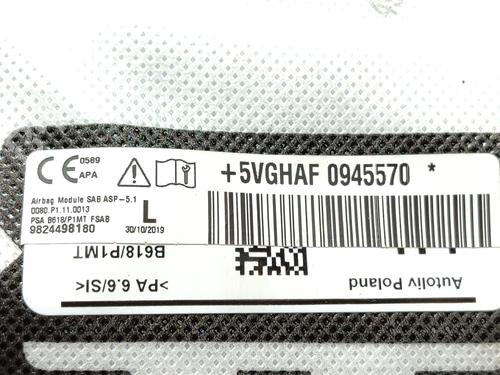 CE 0589
APA
+5VGHAF 0945570 *
Airbag Module SAB ASP-5.1
0080.P1.11.0013
PSA B618/P1MT FSAB
9824498180
L
30/10/2019
B618/P1MT
>PA 6.6/SI<
Autoliv Poland